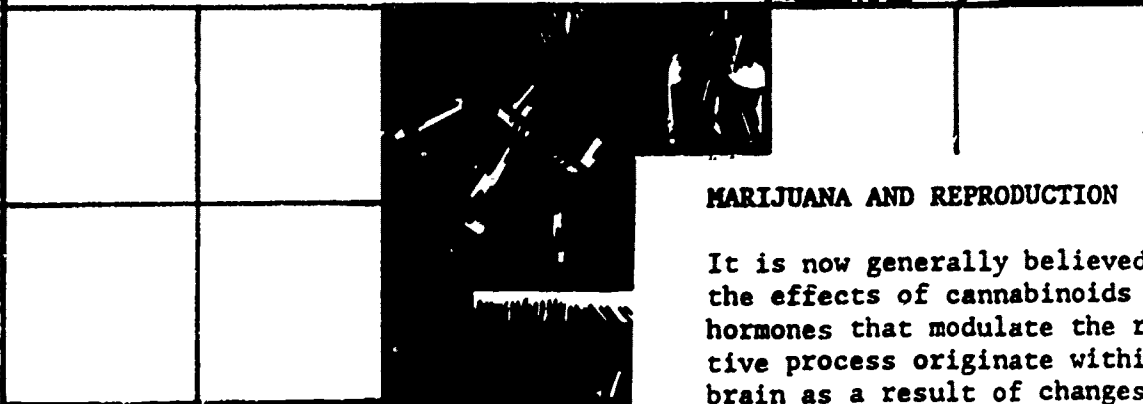 MARIJUANA AND REPRODUCTION
It is now generally believed
the effects of cannabinoids
hormones that modulate the r
tive process originate withi
brain as a result of changes